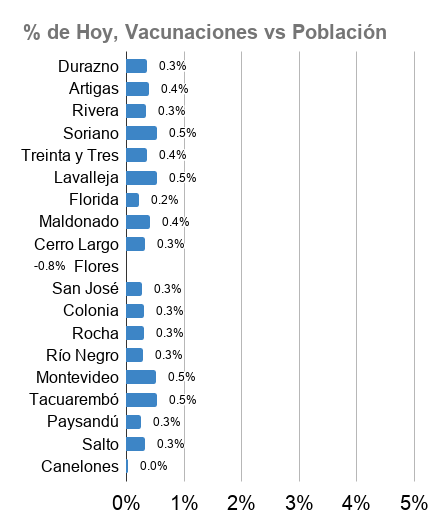 % de Hoy, Vacunaciones vs Población
Durazno 0.3%
Artigas 0.4%
Rivera 0.3%
Soriano 0.5%
Treinta y Tres 0.4%
Lavalleja 0.5%
Florida 0.2%
Maldonado 0.4%
Cerro Largo 0.3%
-0.8% Flores
San José 0.3%
Colonia 0.3%
Rocha 0.3%
Río Negro 0.3%
Montevideo 0.5%
Tacuarembó 0.5%
Paysandú 0.3%
Salto 0.3%
Canelones 0.0%
0% 1% 2% 3% 4% 5%